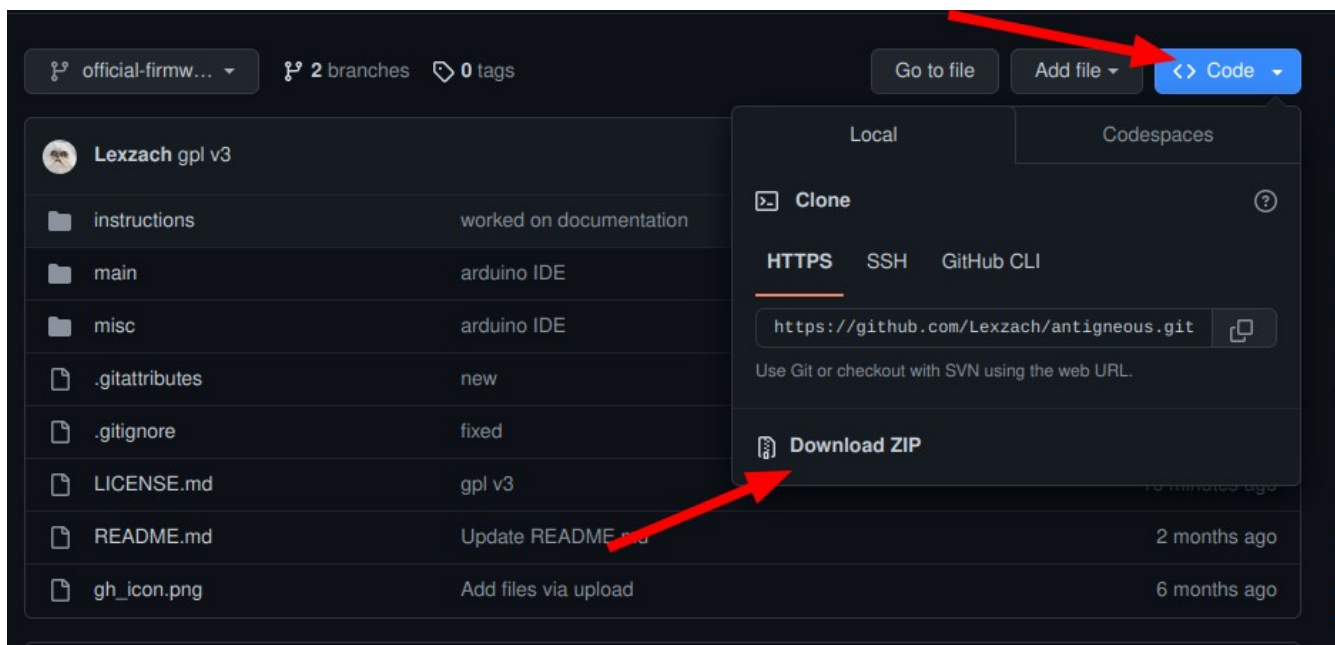 official-firmw... 2 branches 0 tags Go to file Add file <> Code
Local Codespaces
Lexzach gpl v3
Clone
instructions worked on documentation
HTTPS SSH GitHub CLI
main arduino IDE
misc arduino IDE
https://github.com/Lexzach/antigneous.git
Use Git or checkout with SVN using the web URL.
.gitattributes new
.gitignore fixed
Download ZIP
LICENSE.md gpl v3 minutes ago
README.md Update README.md 2 months ago
gh_icon.png Add files via upload 6 months ago